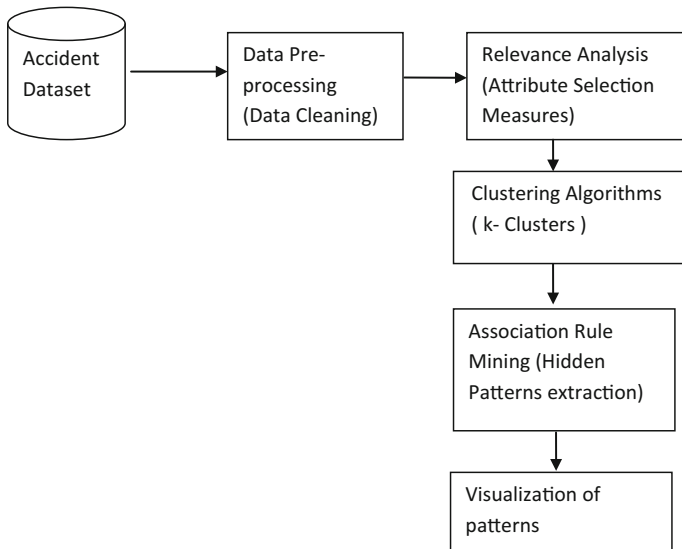 Accident
Dataset
Data Pre-
processing
(Data Cleaning)
Relevance Analysis
(Attribute Selection
Measures)
Clustering Algorithms
( k- Clusters )
Association Rule
Mining (Hidden
Patterns extraction)
Visualization of
patterns